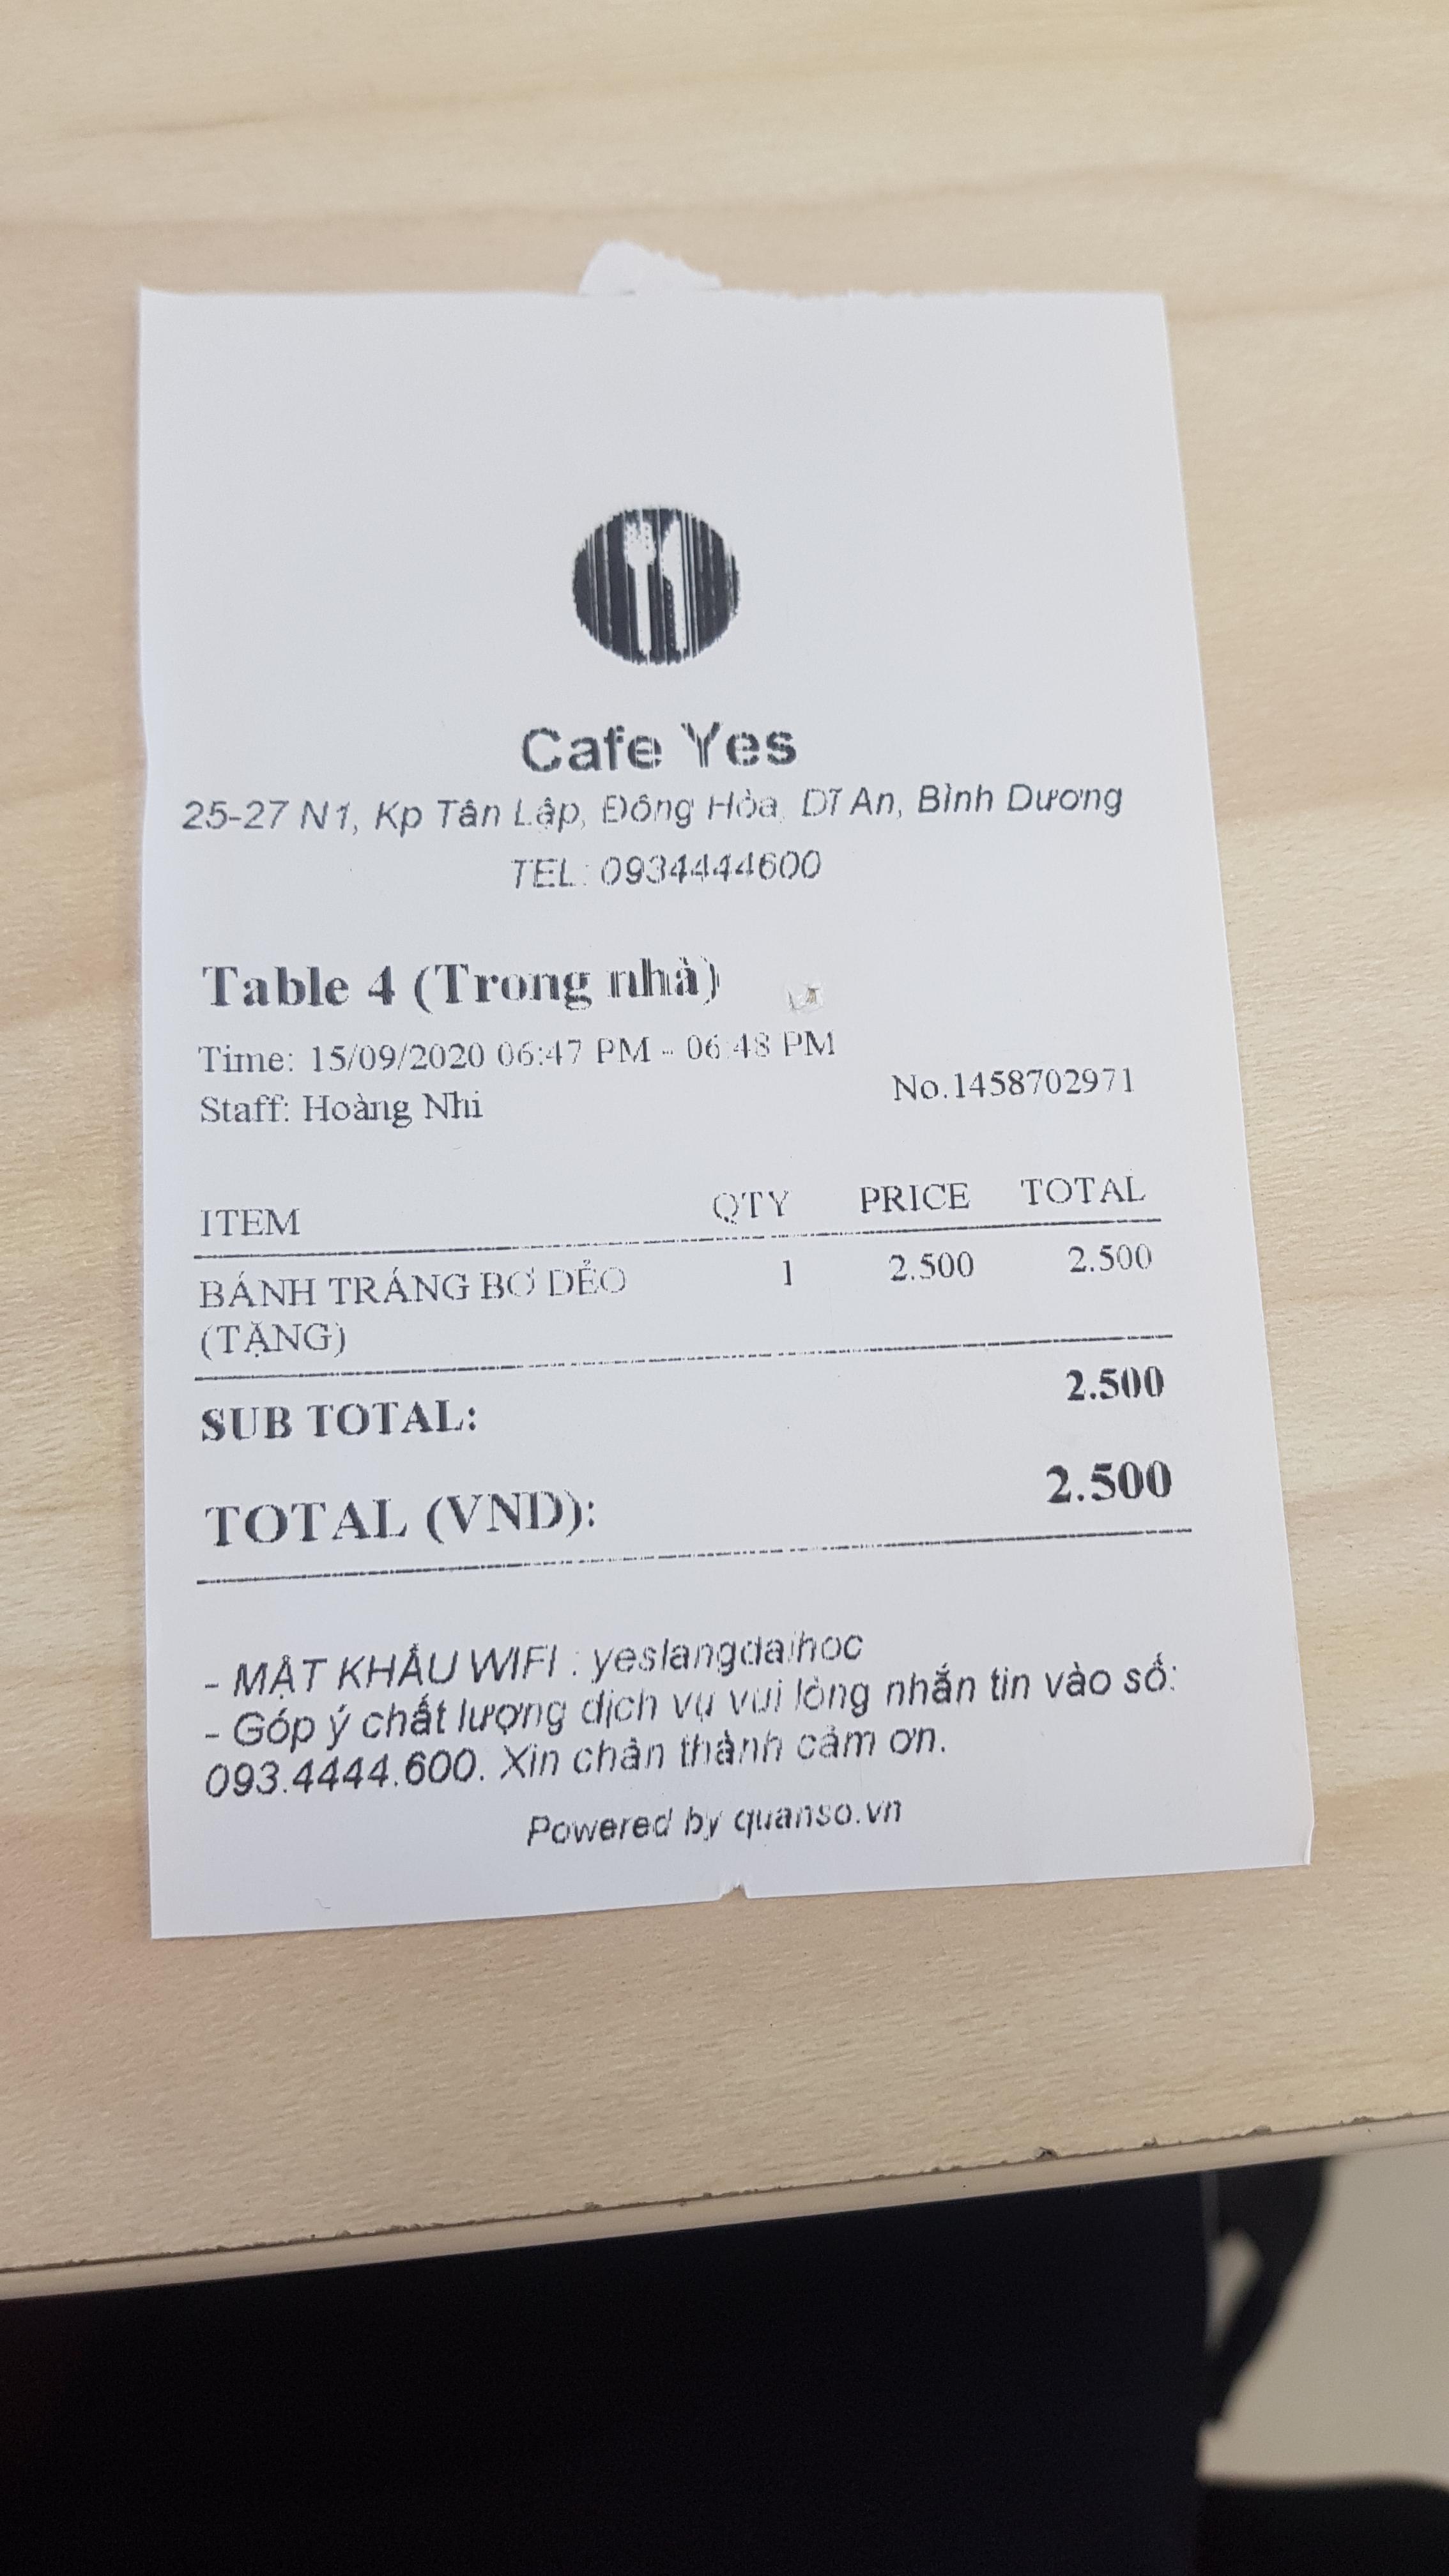 Cafe Yes
25-27 N1, Kp Tân Lập, Đông Hòa, Dĩ An, Bình Dương
TEL: 0934444600
Table 4 (Trong nhà)
Time: 15/09/2020 06:47 PM - 06:48 PM
Staff: Hoàng Nhi No.1458702971
ITEM QTY PRICE TOTAL
BÁNH TRÁNG BƠ DẺO 1 2.500 2.500
(TẶNG)
SUB TOTAL: 2.500
TOTAL (VND): 2.500
- MẬT KHẨU WIFI : yeslangdaihoc
- Góp ý chất lượng dịch vụ vui lòng nhắn tin vào số:
093.4444.600. Xin chân thành cảm ơn.
Powered by quanso.vn